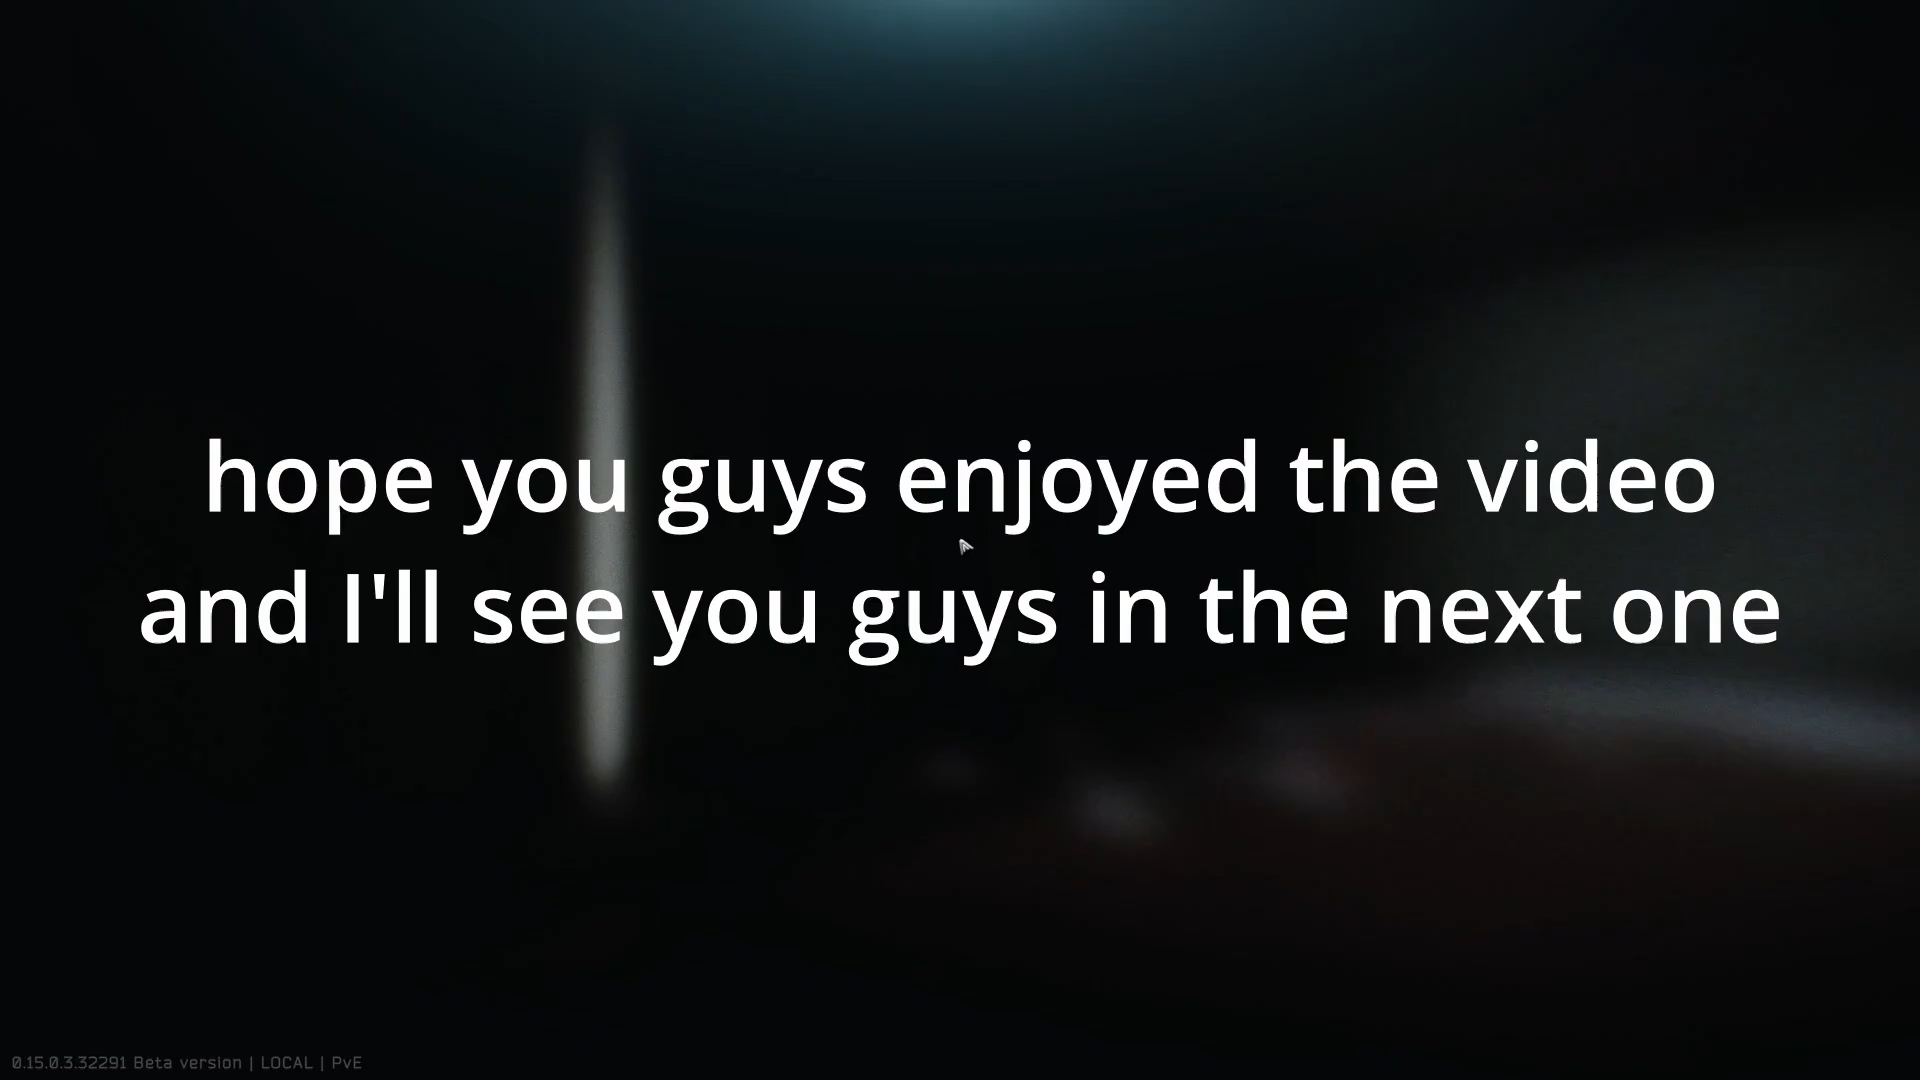 hope you guys enjoyed the video
and I'll see you guys in the next one
0.15.0.3.32291 Beta version | LOCAL | PvE